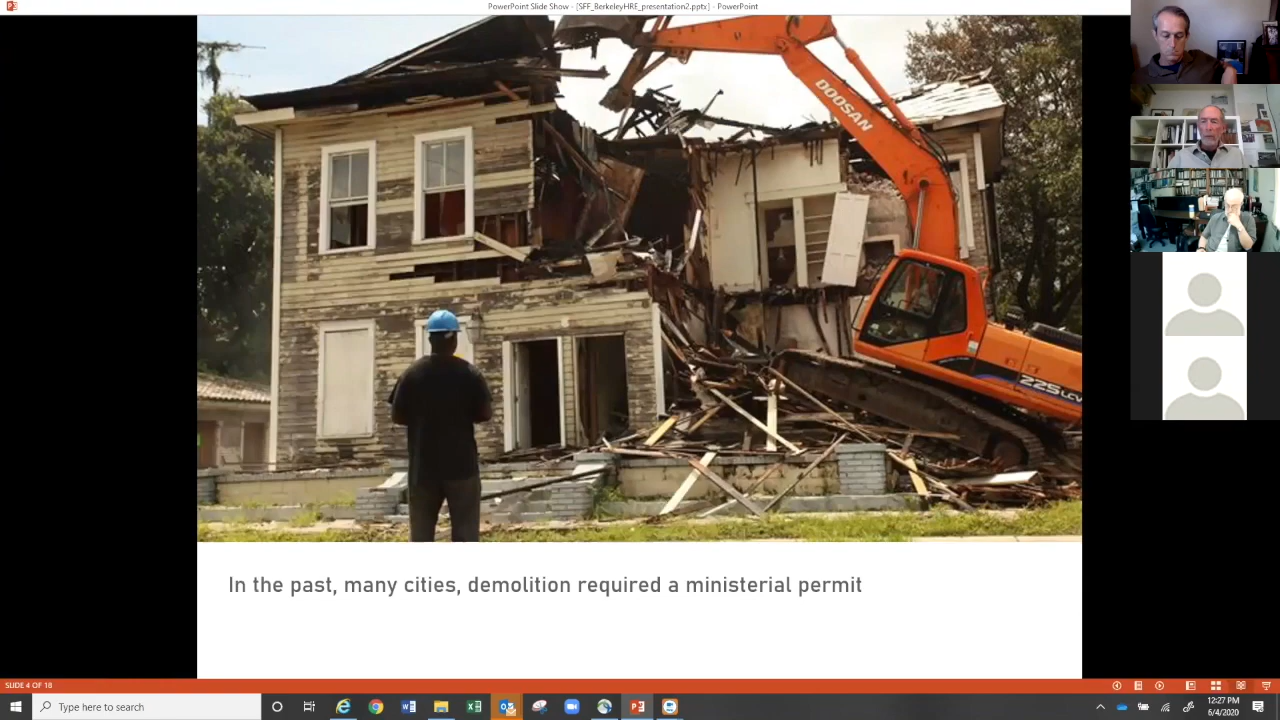 PowerPoint Slide Show - [SFF_BerkeleyHRE_presentation2.pptx] - PowerPoint
DOOSAN
225LCV
In the past, many cities, demolition required a ministerial permit
SLIDE 4 OF 18
Type here to search
12:27 PM
6/4/2020